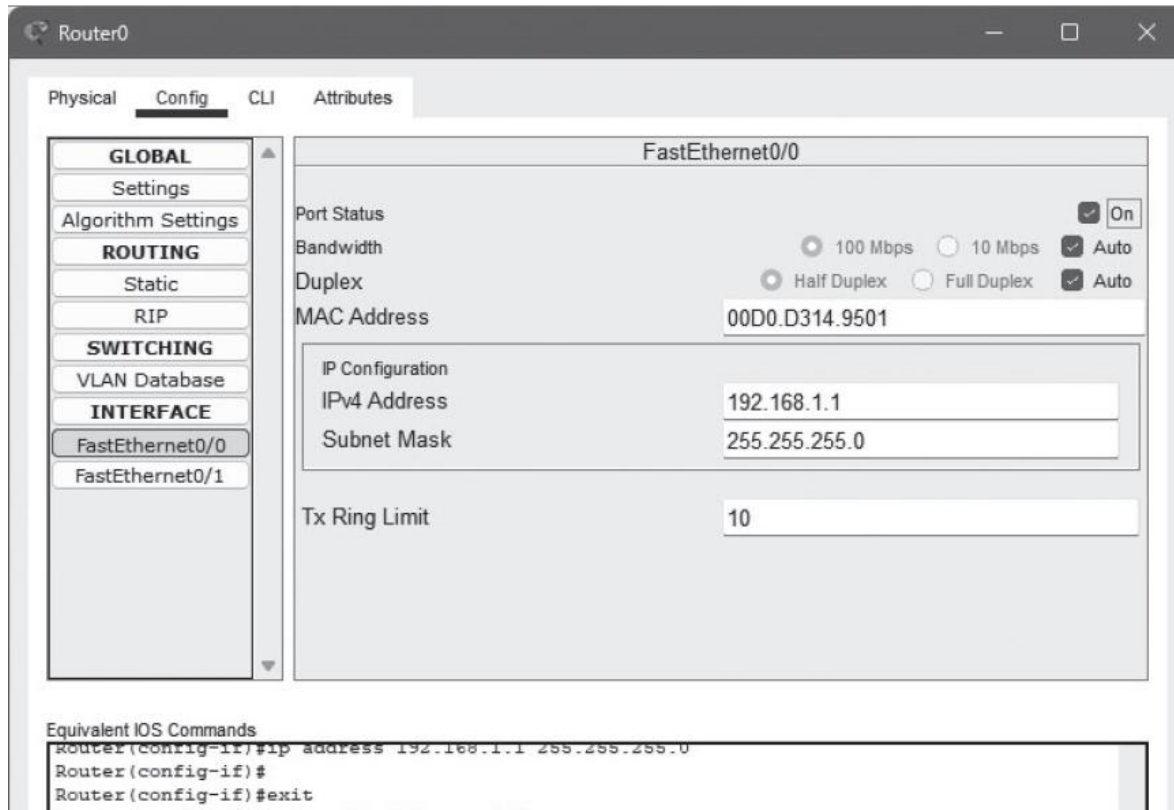 Router0
Physical Config CLI Attributes
GLOBAL
Settings
Algorithm Settings
ROUTING
Static
RIP
SWITCHING
VLAN Database
INTERFACE
FastEthernet0/0
FastEthernet0/1
FastEthernet0/0
Port Status On
Bandwidth 100 Mbps 10 Mbps Auto
Duplex Half Duplex Full Duplex Auto
MAC Address 00D0.D314.9501
IP Configuration
IPv4 Address 192.168.1.1
Subnet Mask 255.255.255.0
Tx Ring Limit 10
Equivalent IOS Commands
Router(config-if)#ip address 192.168.1.1 255.255.255.0
Router(config-if)#
Router(config-if)#exit